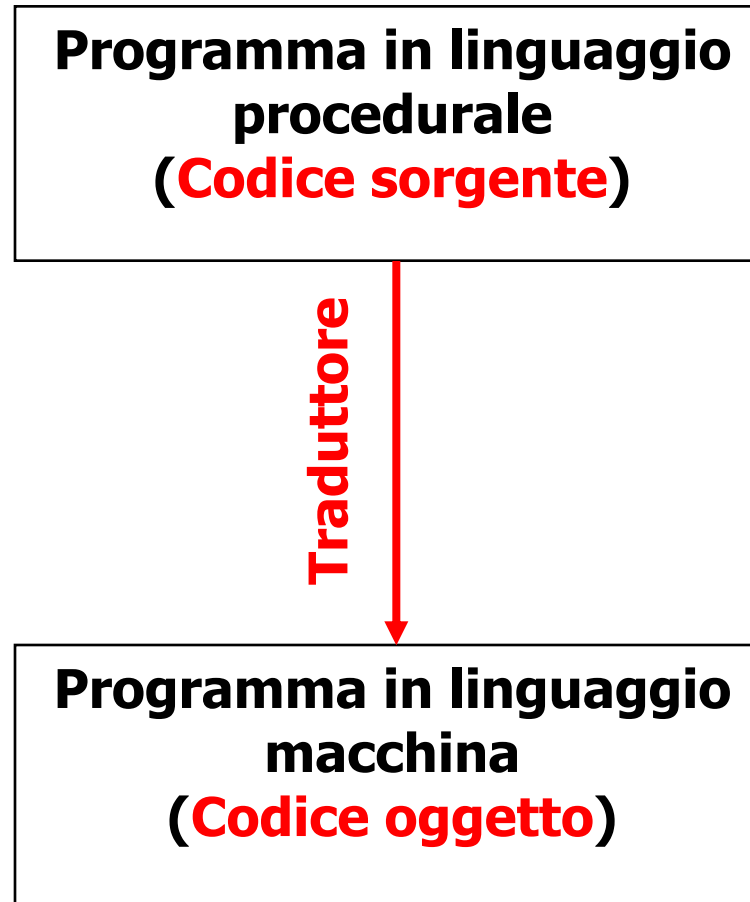 Programma in linguaggio
procedurale
(Codice sorgente)
Traduttore
Programma in linguaggio
macchina
(Codice oggetto)